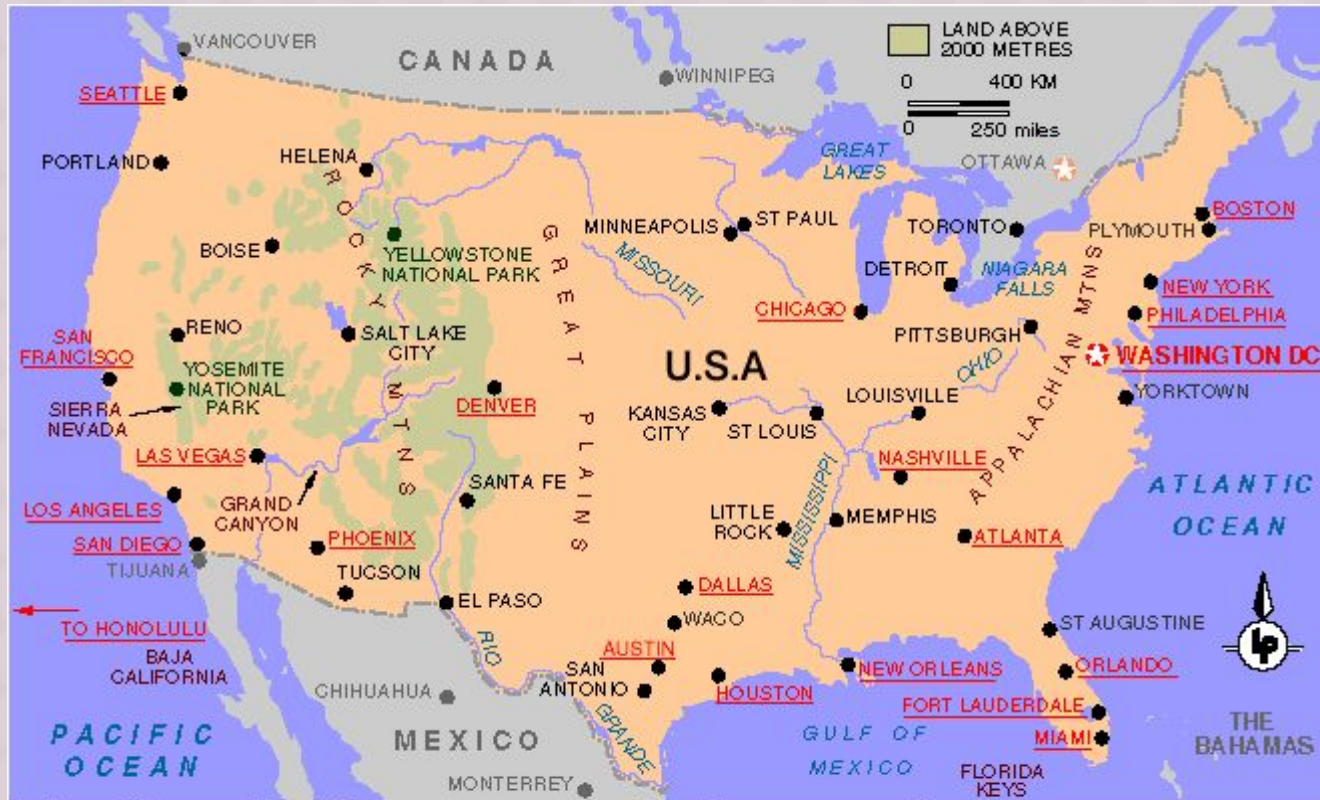 VANCOUVER
CANADA
WINNIPEG
LAND ABOVE
2000 METRES
0 400 KM
0 250 miles
SEATTLE
PORTLAND
HELENA
GREAT
LAKES
OTTAWA
ROCKY MTNS
BOISE
YELLOWSTONE
NATIONAL PARK
GREAT PLAINS
MINNEAPOLIS
ST PAUL
MISSOURI
TORONTO
BOSTON
PLYMOUTH
DETROIT
NIAGARA
FALLS
APPALACHIAN MTNS
NEW YORK
PHILADELPHIA
CHICAGO
PITTSBURGH
SAN
FRANCISCO
RENO
SALT LAKE
CITY
YOSEMITE
NATIONAL
PARK
SIERRA
NEVADA
DENVER
U.S.A
KANSAS
CITY
ST LOUIS
LOUISVILLE
OHIO
WASHINGTON DC
YORKTOWN
LAS VEGAS
GRAND
CANYON
SANTA FE
NASHVILLE
LOS ANGELES
SAN DIEGO
TIJUANA
PHOENIX
TUCSON
LITTLE
ROCK
MISSISSIPPI
MEMPHIS
ATLANTA
ATLANTIC
OCEAN
EL PASO
DALLAS
WACO
TO HONOLULU
BAJA
CALIFORNIA
RIO
GRANDE
AUSTIN
SAN
ANTONIO
HOUSTON
NEW ORLEANS
ST AUGUSTINE
ORLANDO
FORT LAUDERDALE
MIAMI
LP
CHIHUAHUA
PACIFIC
OCEAN
MEXICO
MONTERREY
GULF OF
MEXICO
FLORIDA
KEYS
THE
BAHAMAS